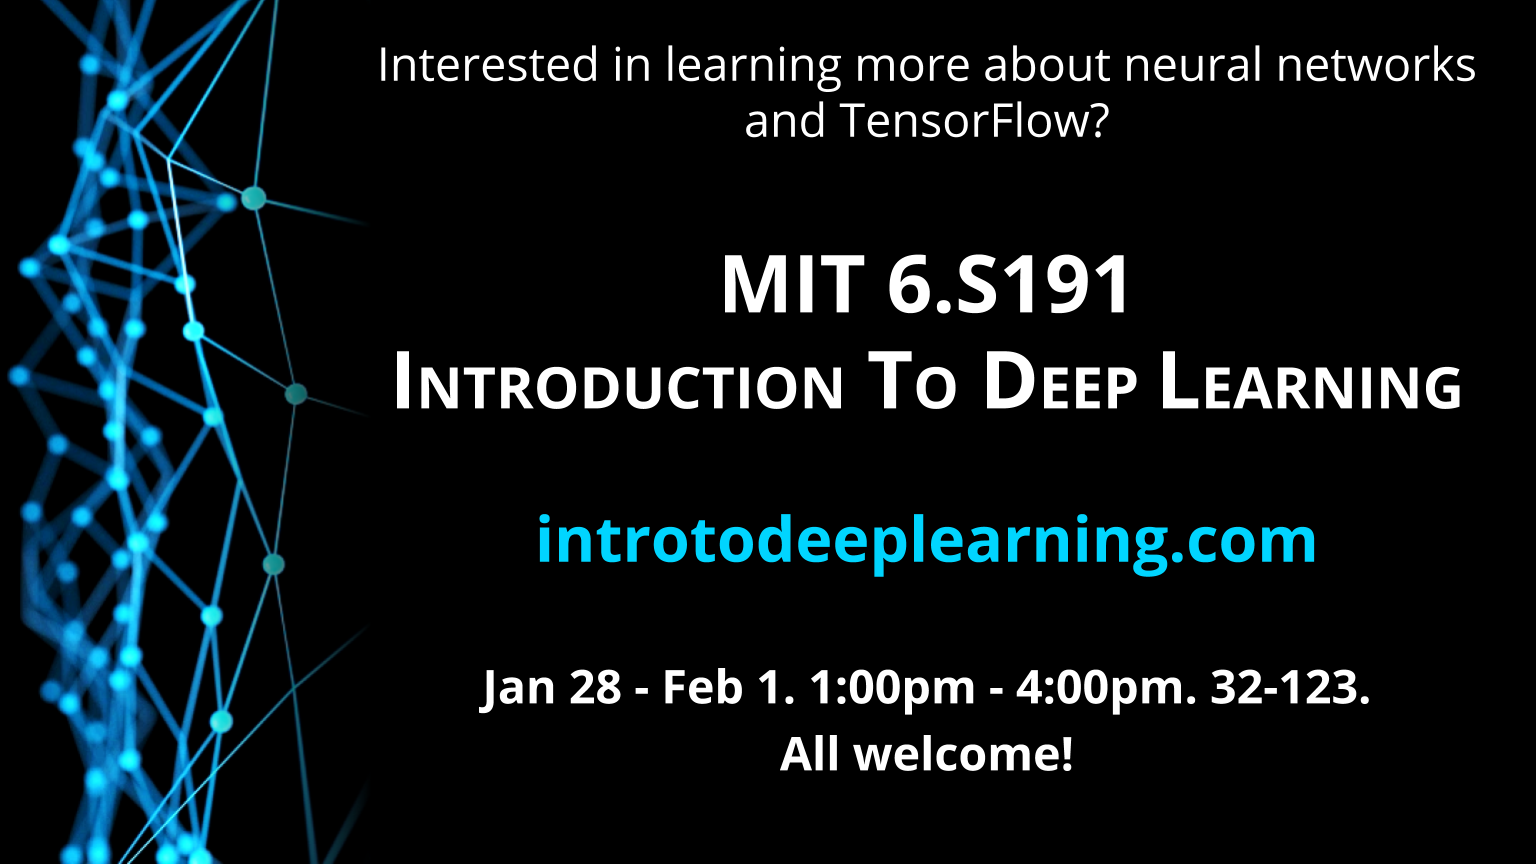 Interested in learning more about neural networks
and TensorFlow?
MIT 6.S191
Introduction To Deep Learning
introtodeeplearning.com
Jan 28 - Feb 1. 1:00pm - 4:00pm. 32-123.
All welcome!